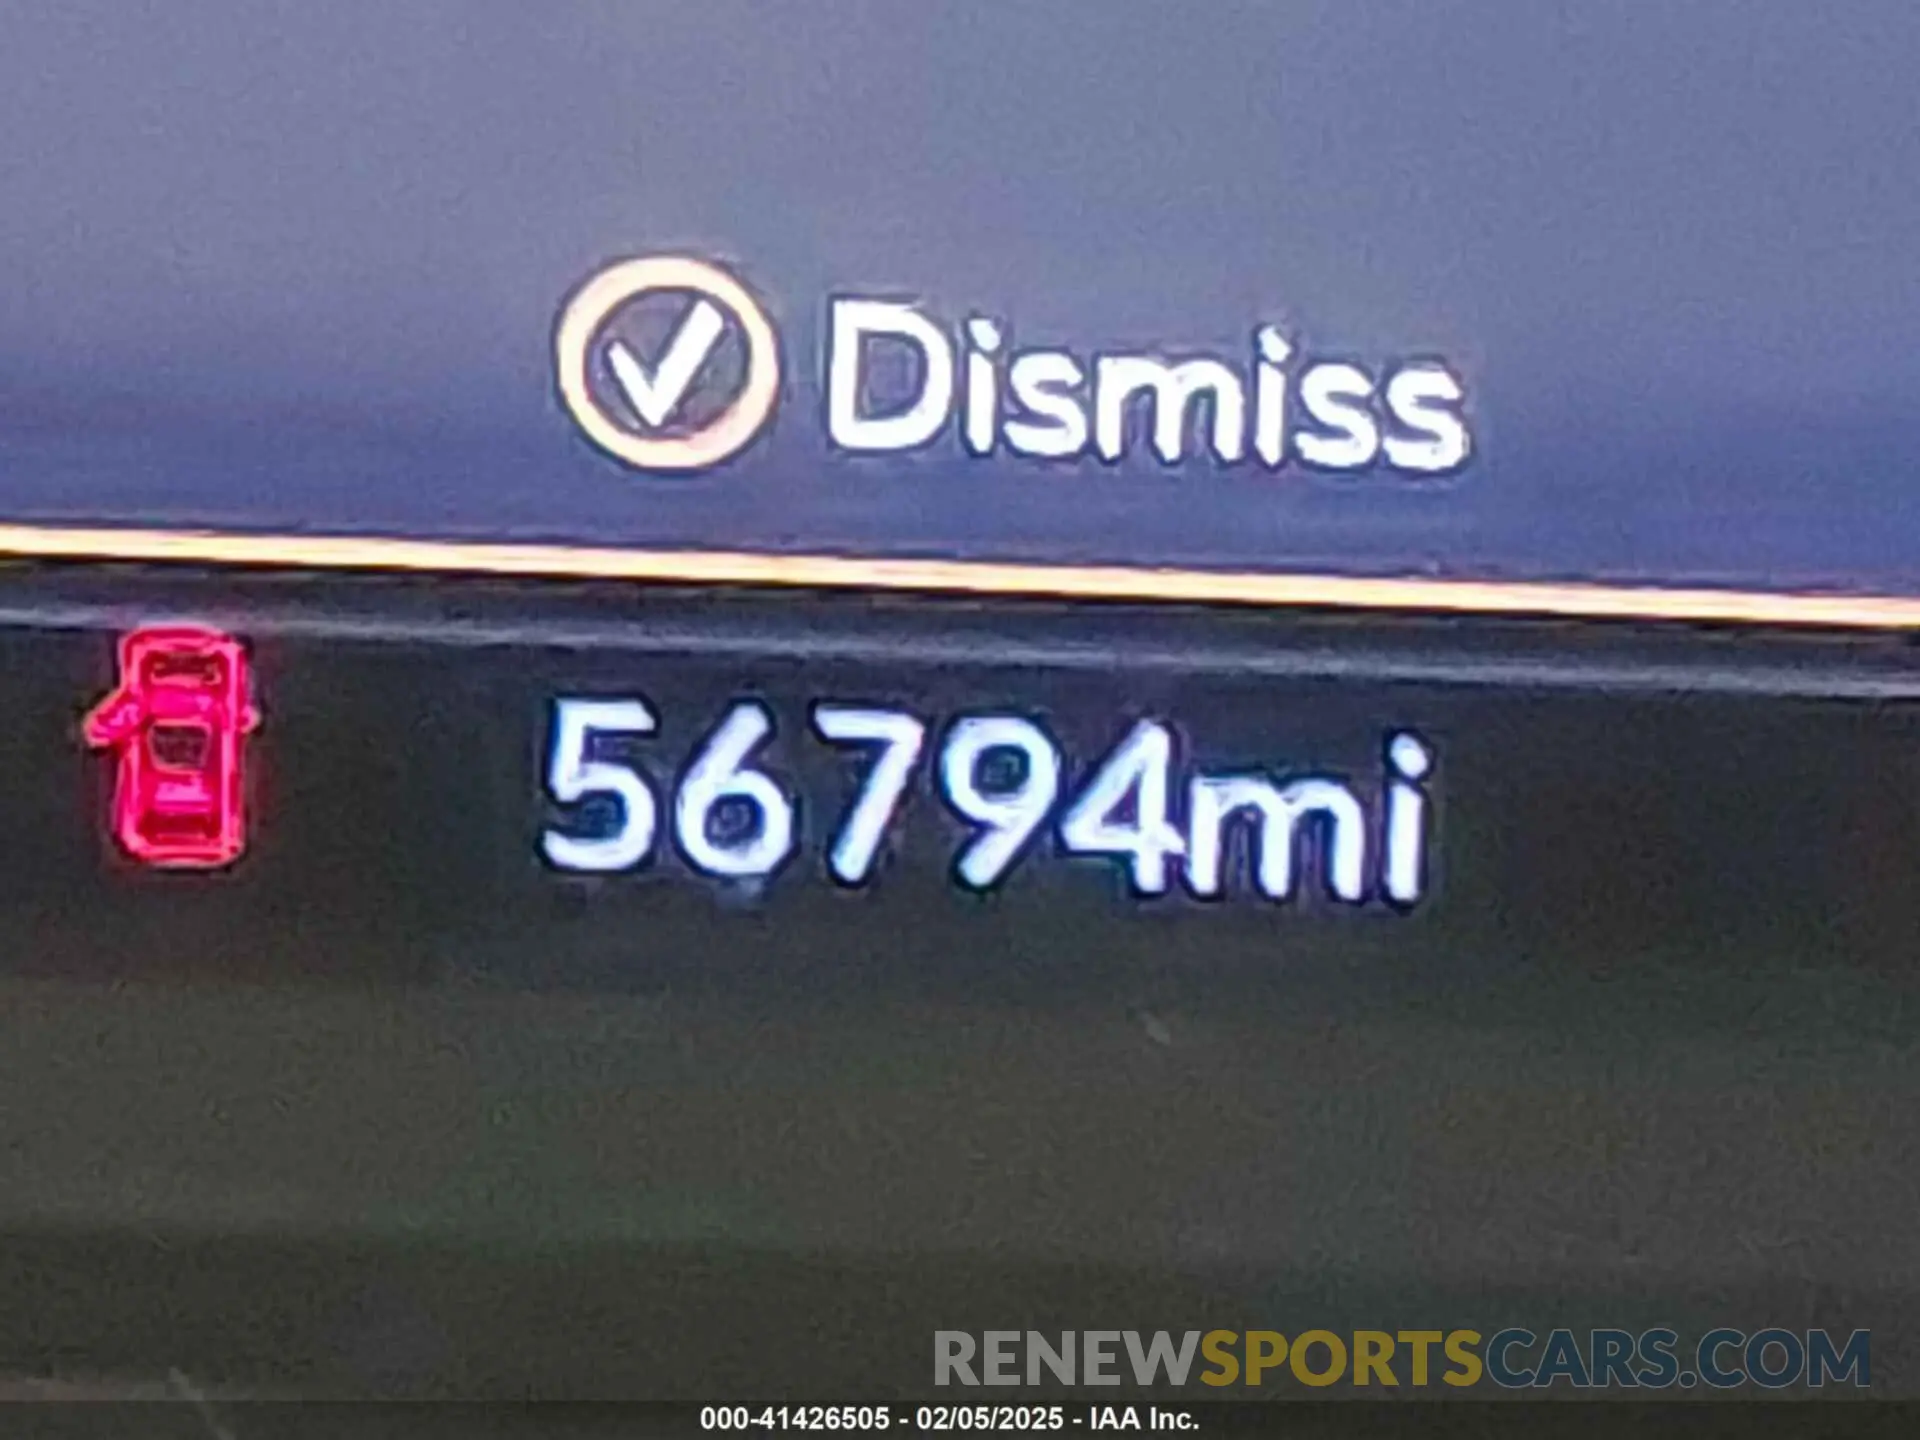 Dismiss
56794mi
RENEWSPORTSCARS.COM
000-41426505 - 02/05/2025 - IAA Inc.